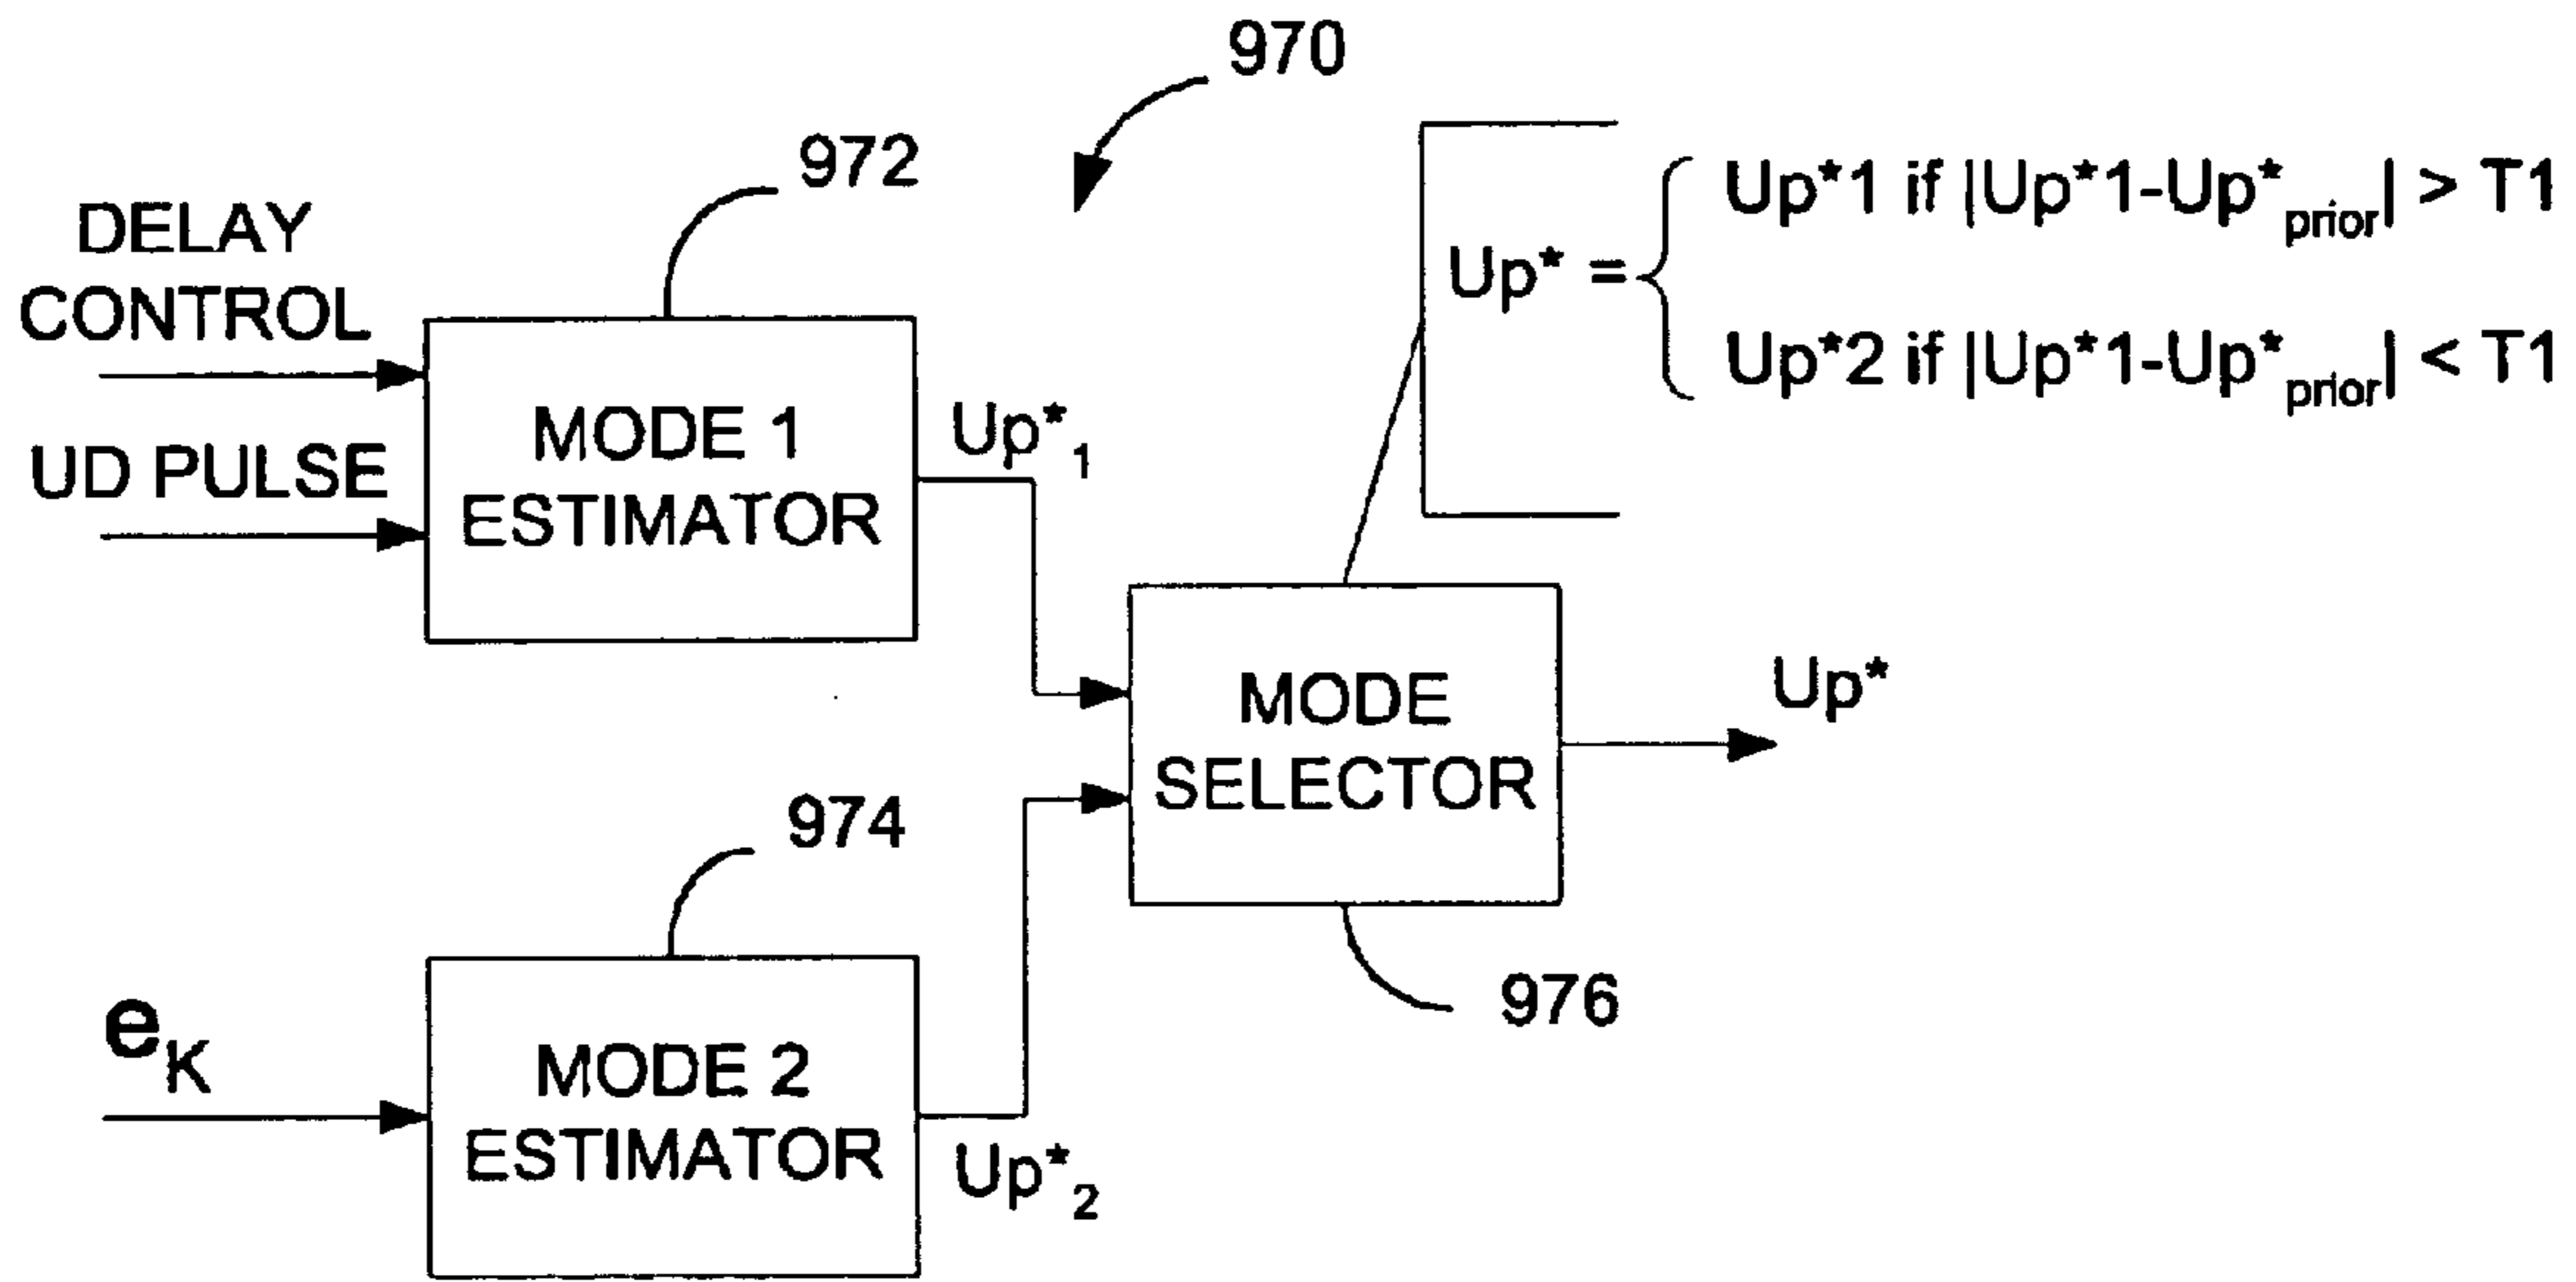 970
972
DELAY
CONTROL
UD PULSE
MODE 1
ESTIMATOR
Up*1
Up* =
Up*1 if |Up*1-Up*prior| > T1
Up*2 if |Up*1-Up*prior| < T1
MODE
SELECTOR
Up*
976
974
eK
MODE 2
ESTIMATOR
Up*2